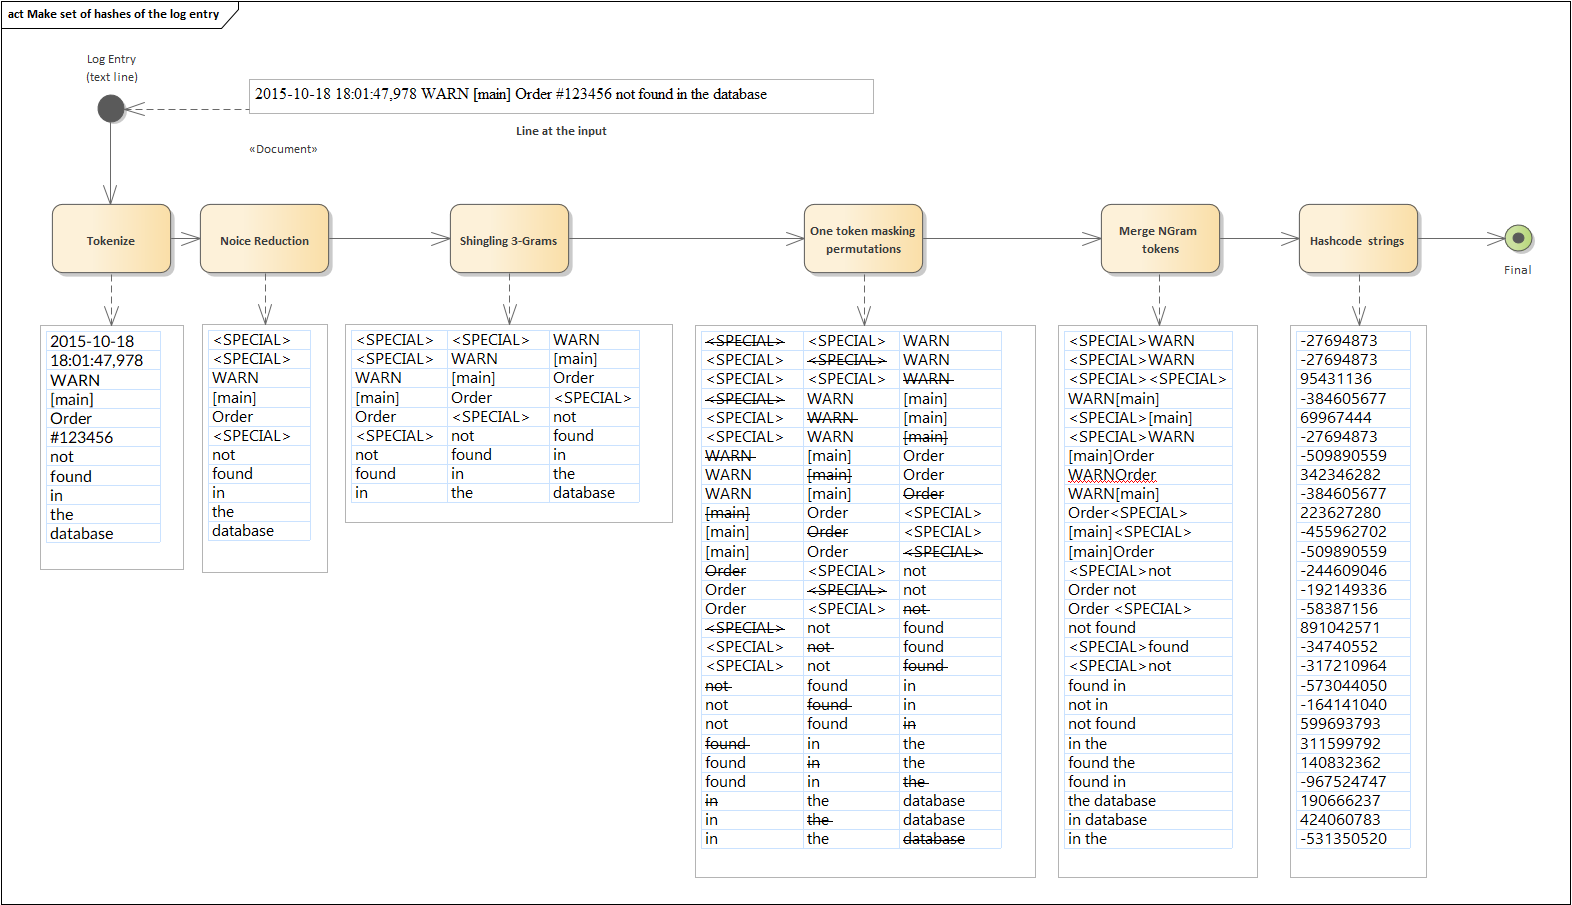 act Make set of hashes of the log entry
Log Entry
(text line)
2015-10-18 18:01:47,978 WARN [main] Order #123456 not found in the database
Line at the input
«Document»
Tokenize
Noice Reduction
Shingling 3-Grams
One token masking
permutations
Merge NGram
tokens
Hashcode strings
Final
2015-10-18
18:01:47,978
WARN
[main]
Order
#123456
not
found
in
the
database
<SPECIAL>
<SPECIAL>
WARN
[main]
Order
<SPECIAL>
not
found
in
the
database
<SPECIAL> <SPECIAL> WARN
<SPECIAL> WARN [main]
WARN [main] Order
[main] Order <SPECIAL>
Order <SPECIAL> not
<SPECIAL> not found
not found in
found in the
in the database
<SPECIAL> <SPECIAL> WARN
<SPECIAL> <SPECIAL> WARN
<SPECIAL> <SPECIAL> WARN
<SPECIAL> WARN [main]
<SPECIAL> WARN [main]
<SPECIAL> WARN [main]
WARN [main] Order
WARN [main] Order
WARN [main] Order
[main] Order <SPECIAL>
[main] Order <SPECIAL>
[main] Order <SPECIAL>
Order <SPECIAL> not
Order <SPECIAL> not
Order <SPECIAL> not
<SPECIAL> not found
<SPECIAL> not found
<SPECIAL> not found
not found in
not found in
not found in
found in the
found in the
found in the
in the database
in the database
in the database
<SPECIAL>WARN
<SPECIAL>WARN
<SPECIAL><SPECIAL>
WARN[main]
<SPECIAL>[main]
<SPECIAL>WARN
[main]Order
WARNOrder
WARN[main]
Order<SPECIAL>
[main]<SPECIAL>
[main]Order
<SPECIAL>not
Order not
Order <SPECIAL>
not found
<SPECIAL>found
<SPECIAL>not
found in
not in
not found
in the
found the
found in
the database
in database
in the
-27694873
-27694873
95431136
-384605677
69967444
-27694873
-509890559
342346282
-384605677
223627280
-455962702
-509890559
-244609046
-192149336
-58387156
891042571
-34740552
-317210964
-573044050
-164141040
599693793
311599792
140832362
-967524747
190666237
424060783
-531350520